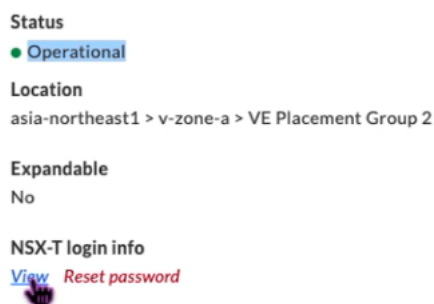 Status
Operational
Location
asia-northeast1 > v-zone-a > VE Placement Group 2
Expandable
No
NSX-T login info
View Reset password